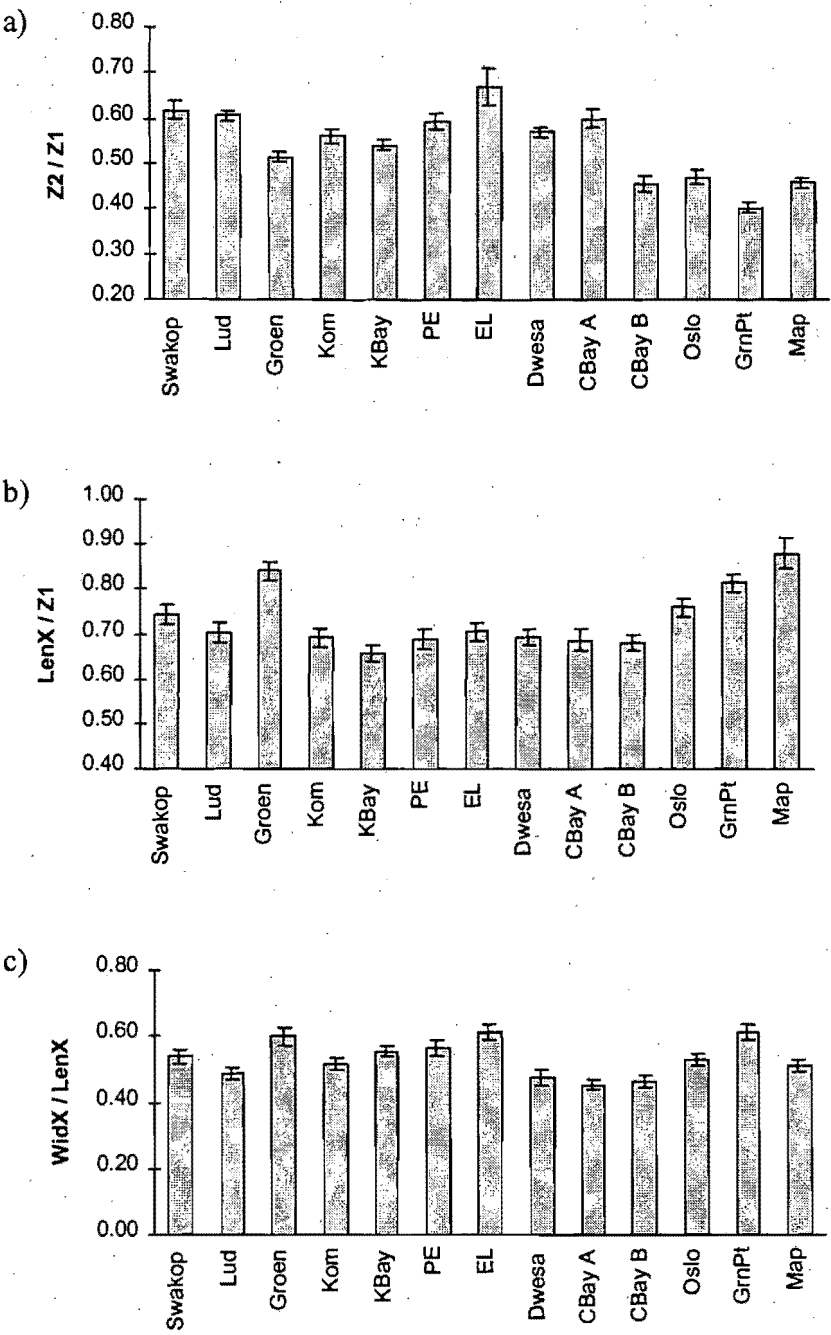 a)
Z2 / Z1
0.80
0.70
0.60
0.50
0.40
0.30
0.20
Swakop
Lud
Groen
Kom
KBay
PE
EL
Dwesa
CBay A
CBay B
Oslo
GrnPt
Map
b)
LenX / Z1
1.00
0.90
0.80
0.70
0.60
0.50
0.40
Swakop
Lud
Groen
Kom
KBay
PE
EL
Dwesa
CBay A
CBay B
Oslo
GrnPt
Map
c)
WidX / LenX
0.80
0.60
0.40
0.20
0.00
Swakop
Lud
Groen
Kom
KBay
PE
EL
Dwesa
CBay A
CBay B
Oslo
GrnPt
Map